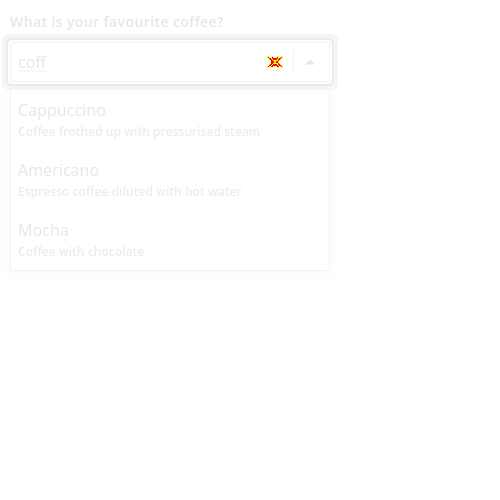 What is your favourite coffee?
coff
Cappuccino
Coffee frothed up with pressurised steam
Americano
Espresso coffee diluted with hot water
Mocha
Coffee with chocolate